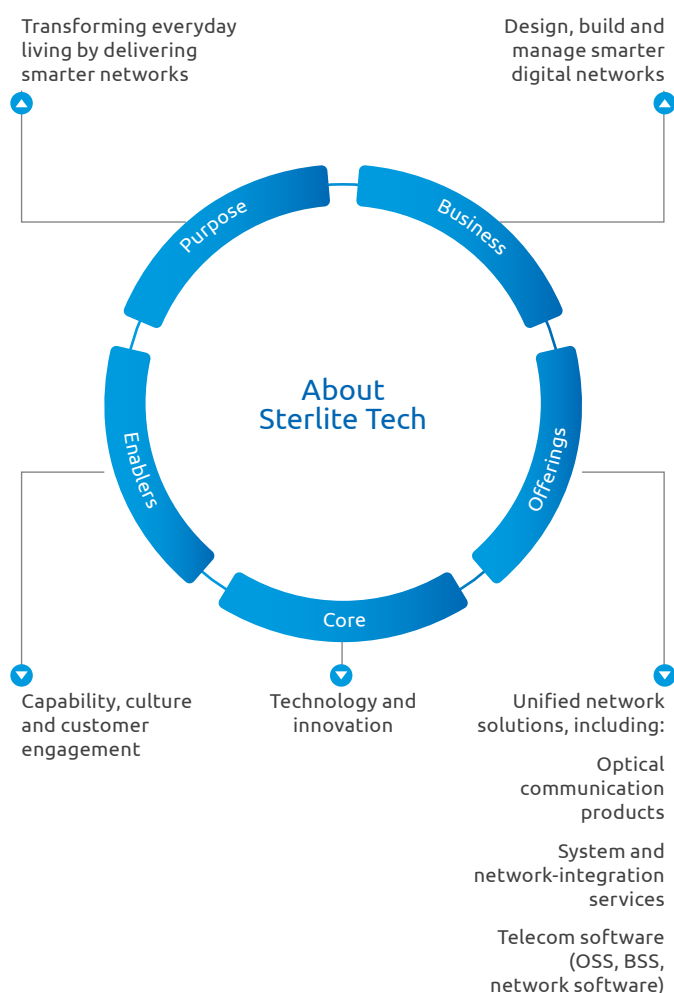 Transforming everyday
living by delivering
smarter networks
Design, build and
manage smarter
digital networks
Purpose
Business
About
Sterlite Tech
Enablers
Offerings
Core
Capability, culture
and customer
engagement
Technology and
innovation
Unified network
solutions, including:
Optical
communication
products
System and
network-integration
services
Telecom software
(OSS, BSS,
network software)